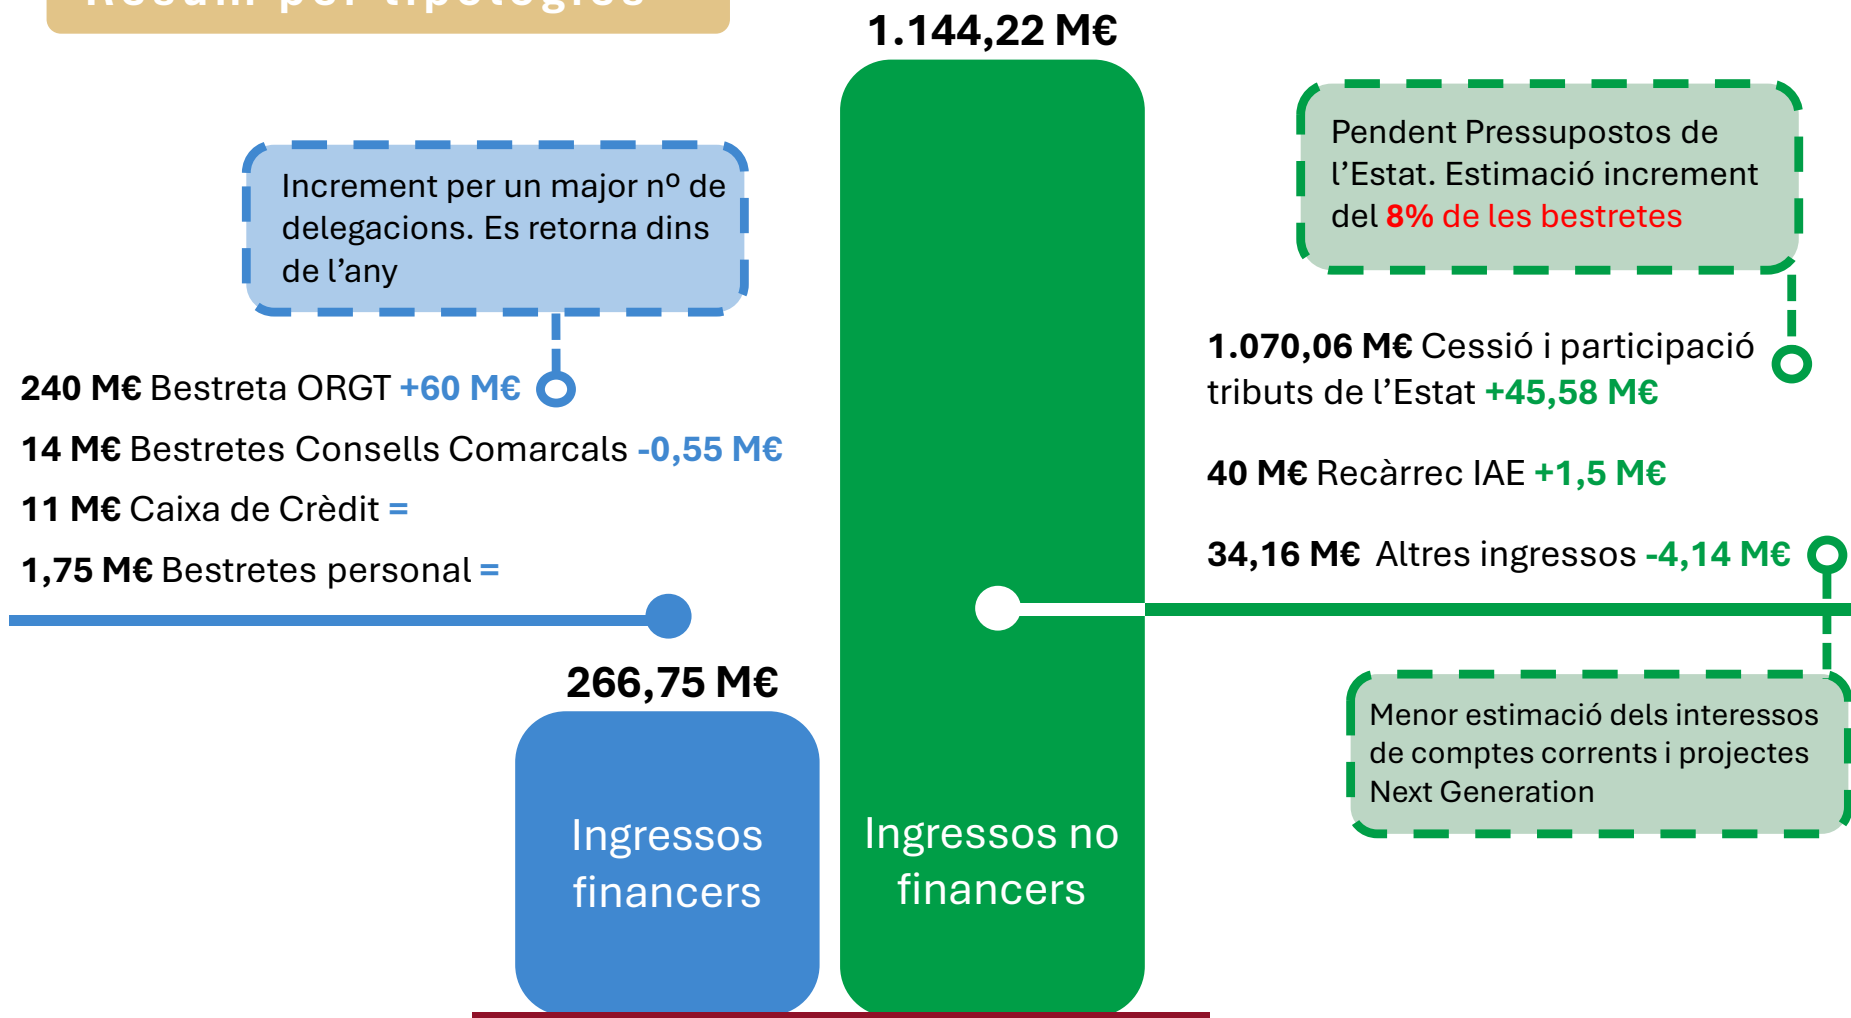 Resum per tipologies
1.144,22 M€
Increment per un major nº de
delegacions. Es retorna dins
de l’any
240 M€ Bestreta ORGT +60 M€
14 M€ Bestretes Consells Comarcals -0,55 M€
11 M€ Caixa de Crèdit =
1,75 M€ Bestretes personal =
266,75 M€
Ingressos
financers
Ingressos no
financers
Pendent Pressupostos de
l’Estat. Estimació increment
del 8% de les bestretes
1.070,06 M€ Cessió i participació
tributs de l’Estat +45,58 M€
40 M€ Recàrrec IAE +1,5 M€
34,16 M€ Altres ingressos -4,14 M€
Menor estimació dels interessos
de comptes corrents i projectes
Next Generation